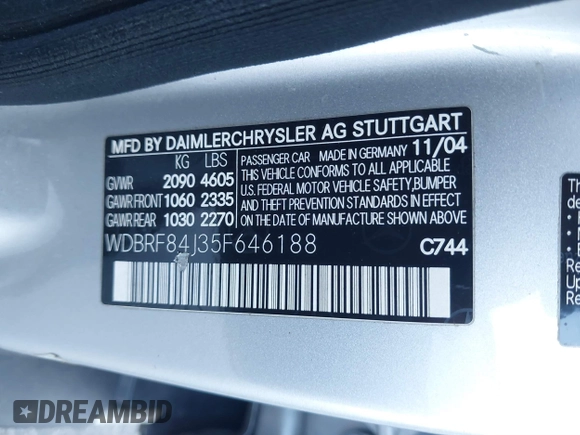 MFD BY DAIMLERCHRYSLER AG STUTTGART
KG LBS
GVWR 2090 4605
GAWR FRONT 1060 2335
GAWR REAR 1030 2270
PASSENGER CAR MADE IN GERMANY 11/04
THIS VEHICLE CONFORMS TO ALL APPLICABLE
U.S. FEDERAL MOTOR VEHICLE SAFETY,BUMPER
AND THEFT PREVENTION STANDARDS
IN EFFECT ON THE DATE OF
MANUFACTURE SHOWN ABOVE.
WDBRF84J35F646188
C744
DREAMBID